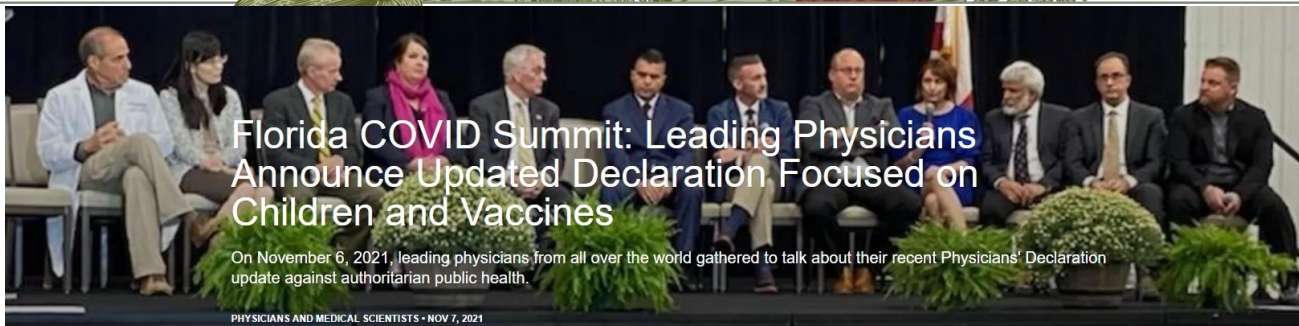 Florida COVID Summit: Leading Physicians
Announce Updated Declaration Focused on
Children and Vaccines
On November 6, 2021, leading physicians from all over the world gathered to talk about their recent Physicians' Declaration
update against authoritarian public health.
PHYSICIANS AND MEDICAL SCIENTISTS • NOV 7, 2021